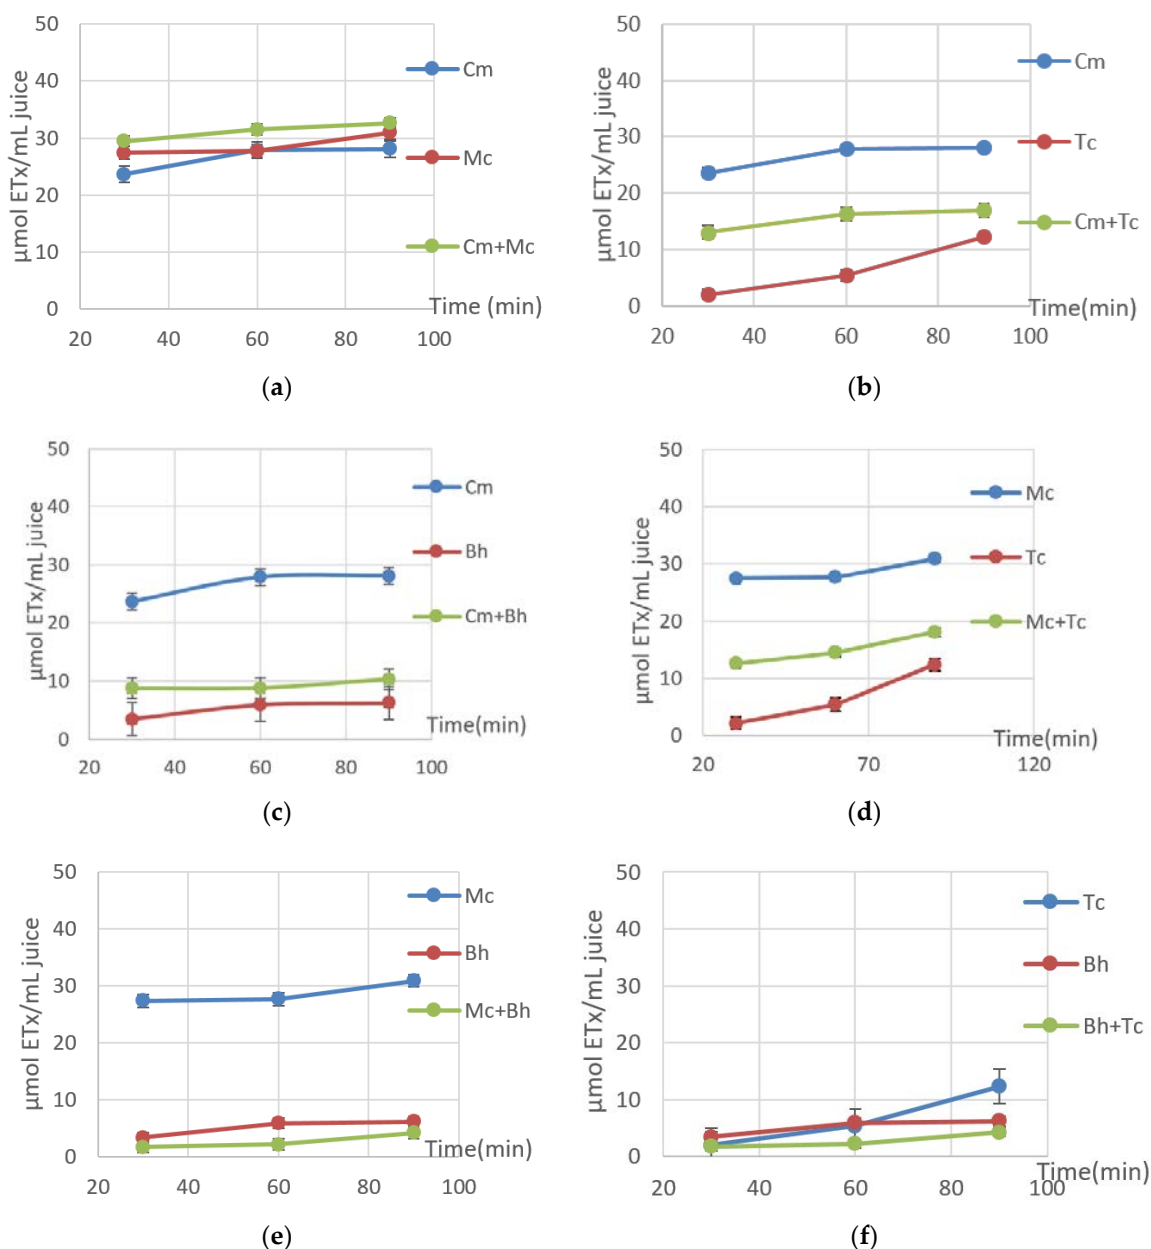 50
40
30
20
10
0
µmol ETx/mL juice
Cm
Mc
Cm+Mc
Time (min)
20 40 60 80 100
(a)
50
40
30
20
10
0
µmol ETx/mL juice
Cm
Tc
Cm+Tc
Time(min)
20 40 60 80 100
(b)
50
40
30
20
10
0
µmol ETx/mL juice
Cm
Bh
Cm+Bh
Time(min)
20 40 60 80 100
(c)
50
40
30
20
10
0
µmol ETx/mL juice
Mc
Tc
Mc+Tc
Time(min)
20 70 120
(d)
50
40
30
20
10
0
µmol ETx/mL juice
Mc
Bh
Mc+Bh
Time(min)
20 40 60 80 100
(e)
50
40
30
20
10
0
µmol ETx/mL juice
Tc
Bh
Bh+Tc
Time(min)
20 40 60 80 100
(f)